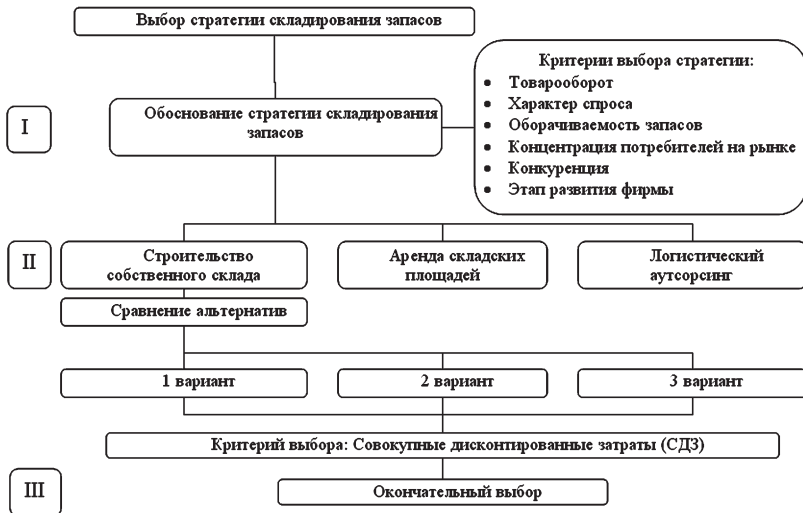 Выбор стратегии складирования запасов
Критерии выбора стратегии:
• Товарооборот
• Характер спроса
• Оборачиваемость запасов
• Концентрация потребителей на рынке
• Конкуренция
• Этап развития фирмы
I
Обоснование стратегии складирования
запасов
II
Строительство
собственного склада
Аренда складских
площадей
Логистический
аутсорсинг
Сравнение альтернатив
1 вариант
2 вариант
3 вариант
Критерий выбора: Совокупные дисконтированные затраты (СДЗ)
III
Окончательный выбор